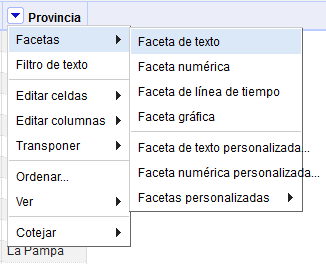 Provincia
Facetas
Filtro de texto
Editar celdas
Editar columnas
Transponer
Ordenar...
Ver
Cotejar
Faceta de texto
Faceta numérica
Faceta de línea de tiempo
Faceta gráfica
Faceta de texto personalizada...
Faceta numérica personalizada...
Facetas personalizadas
La Pampa